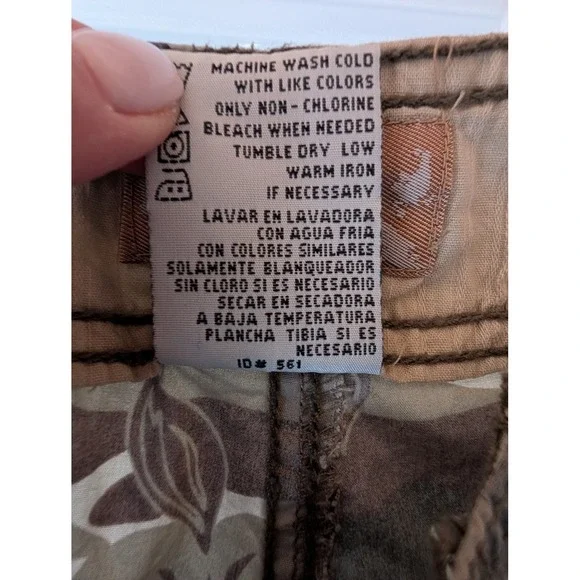 MACHINE WASH COLD
WITH LIKE COLORS
ONLY NON - CHLORINE
BLEACH WHEN NEEDED
TUMBLE DRY LOW
WARM IRON
IF NECESSARY
LAVAR EN LAVADORA
CON AGUA FRIA
CON COLORES SIMILARES
SOLAMENTE BLANQUEADOR
SIN CLORO SI ES NECESARIO
SECAR EN SECADORA
A BAJA TEMPERATURA
PLANCHA TIBIA SI ES
NECESARIO
ID# 561